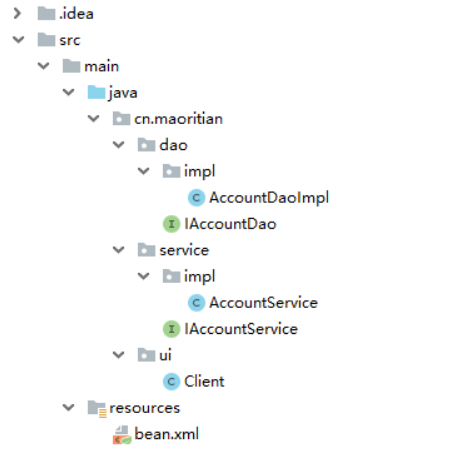 .idea
src
main
java
cn.maoritian
dao
impl
AccountDaoImpl
IAccountDao
service
impl
AccountService
IAccountService
ui
Client
resources
bean.xml